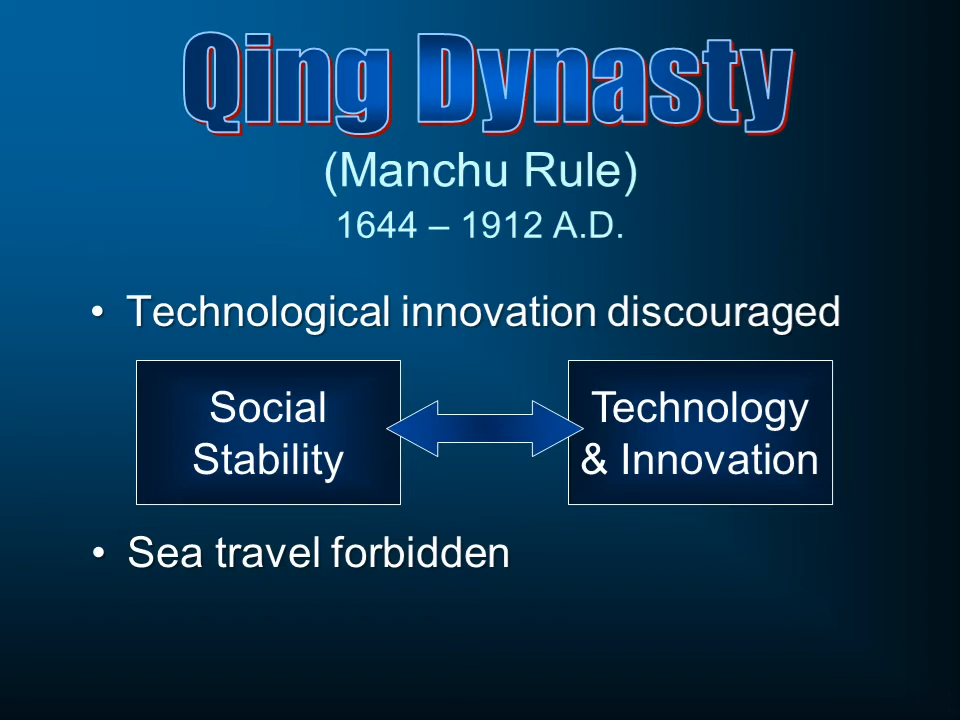 Qing Dynasty
(Manchu Rule)
1644 – 1912 A.D.
• Technological innovation discouraged
Social
Stability
Technology
& Innovation
• Sea travel forbidden